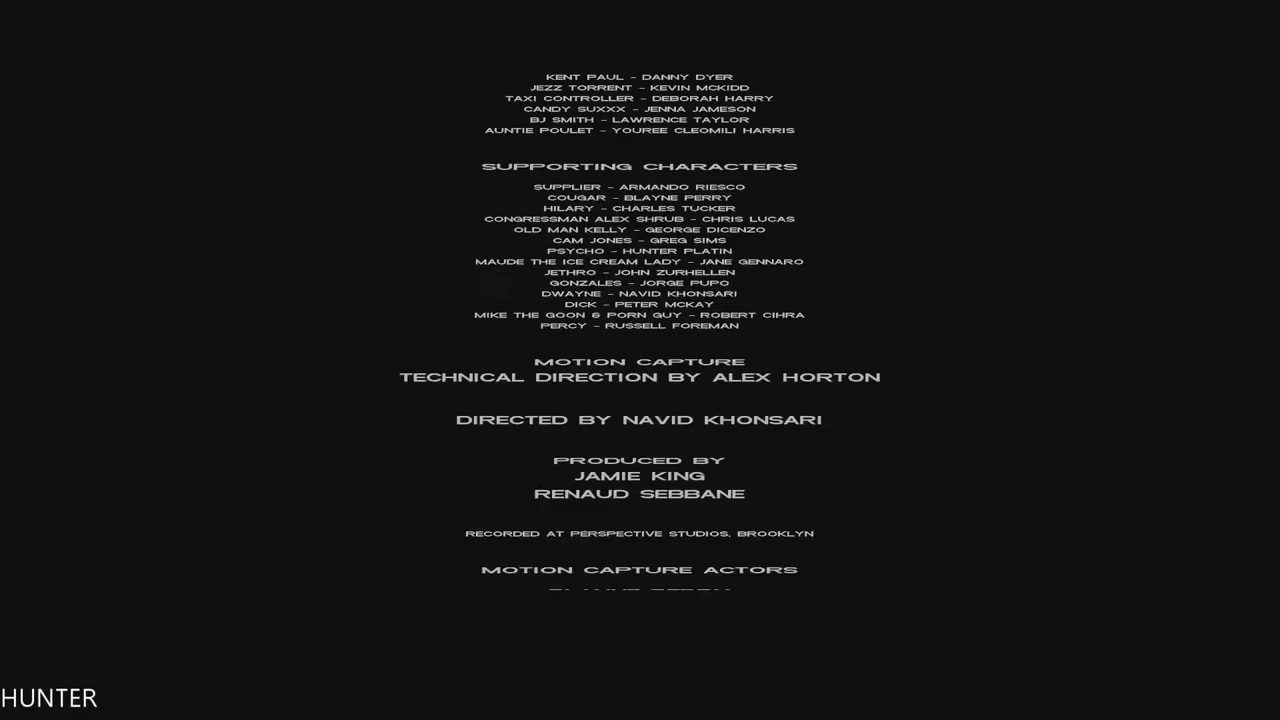 KENT PAUL - DANNY DYER
JEZZ TORRENT - KEVIN MCKIDD
TAXI CONTROLLER - DEBORAH HARRY
CANDY SUXXX - JENNA JAMESON
BJ SMITH - LAWRENCE TAYLOR
AUNTIE POULET - YOUREE CLEOMILI HARRIS
SUPPORTING CHARACTERS
SUPPLIER - ARMANDO RIESCO
COUGAR - BLAYNE PERRY
HILARY - CHARLES TUCKER
CONGRESSMAN ALEX SHRUB - CHRIS LUCAS
OLD MAN KELLY - GEORGE DICENZO
CAM JONES - GREG SIMS
PSYCHO - HUNTER PLATIN
MAUDE THE ICE CREAM LADY - JANE GENNARO
JETHRO - JOHN ZURHELLEN
GONZALES - JORGE PUPO
DWAYNE - NAVID KHONSARI
DICK - PETER MCKAY
MIKE THE GOON & PORN GUY - ROBERT CIHRA
PERCY - RUSSELL FOREMAN
MOTION CAPTURE
TECHNICAL DIRECTION BY ALEX HORTON
DIRECTED BY NAVID KHONSARI
PRODUCED BY
JAMIE KING
RENAUD SEBBANE
RECORDED AT PERSPECTIVE STUDIOS, BROOKLYN
MOTION CAPTURE ACTORS
HUNTER